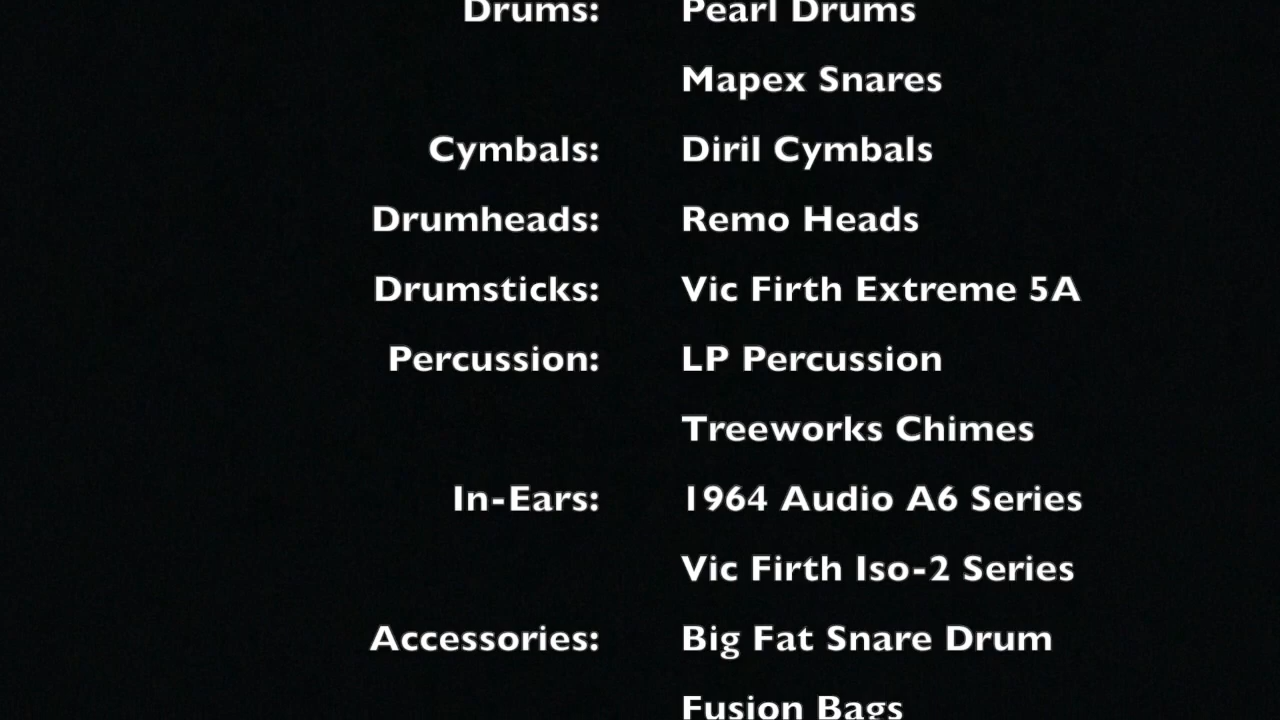 Drums: Pearl Drums
Mapex Snares
Cymbals: Diril Cymbals
Drumheads: Remo Heads
Drumsticks: Vic Firth Extreme 5A
Percussion: LP Percussion
Treeworks Chimes
In-Ears: 1964 Audio A6 Series
Vic Firth Iso-2 Series
Accessories: Big Fat Snare Drum
Fusion Bags